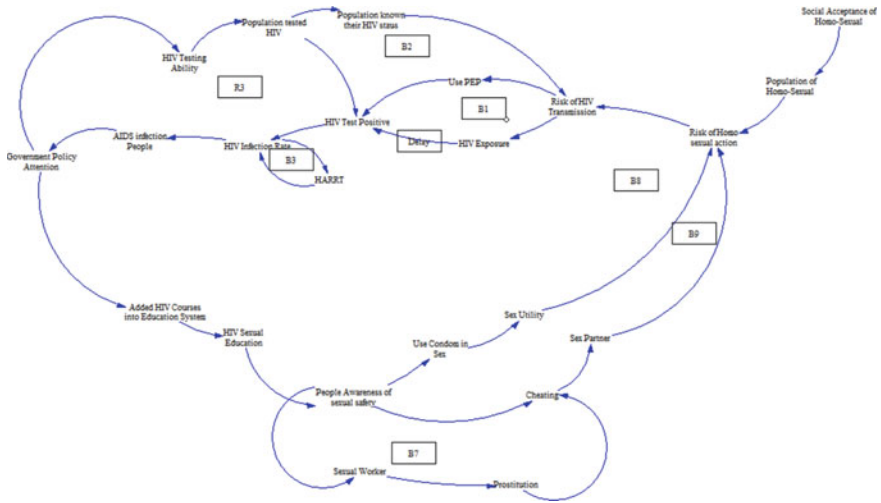 Social Acceptance of
Homo-Sexual
Population tested
HIV
Population known
their HIV staus
B2
HIV Testing
Ability
R3
Use PEP
Population of
Homo-Sexual
B1
Risk of HIV
Transmission
HIV Test Positive
Risk of Homo
sexual action
AIDS infection
People
HIV Infection Rate
Delay
HIV Exposure
Government Policy
Attention
B3
HARRT
B8
B9
Added HIV Courses
into Education System
HIV Sexual
Education
Use Condom in
Sex
Sex Utility
Sex Partner
People Awareness of
sexual safety
Cheating
B7
Sexual Worker
Prostitution